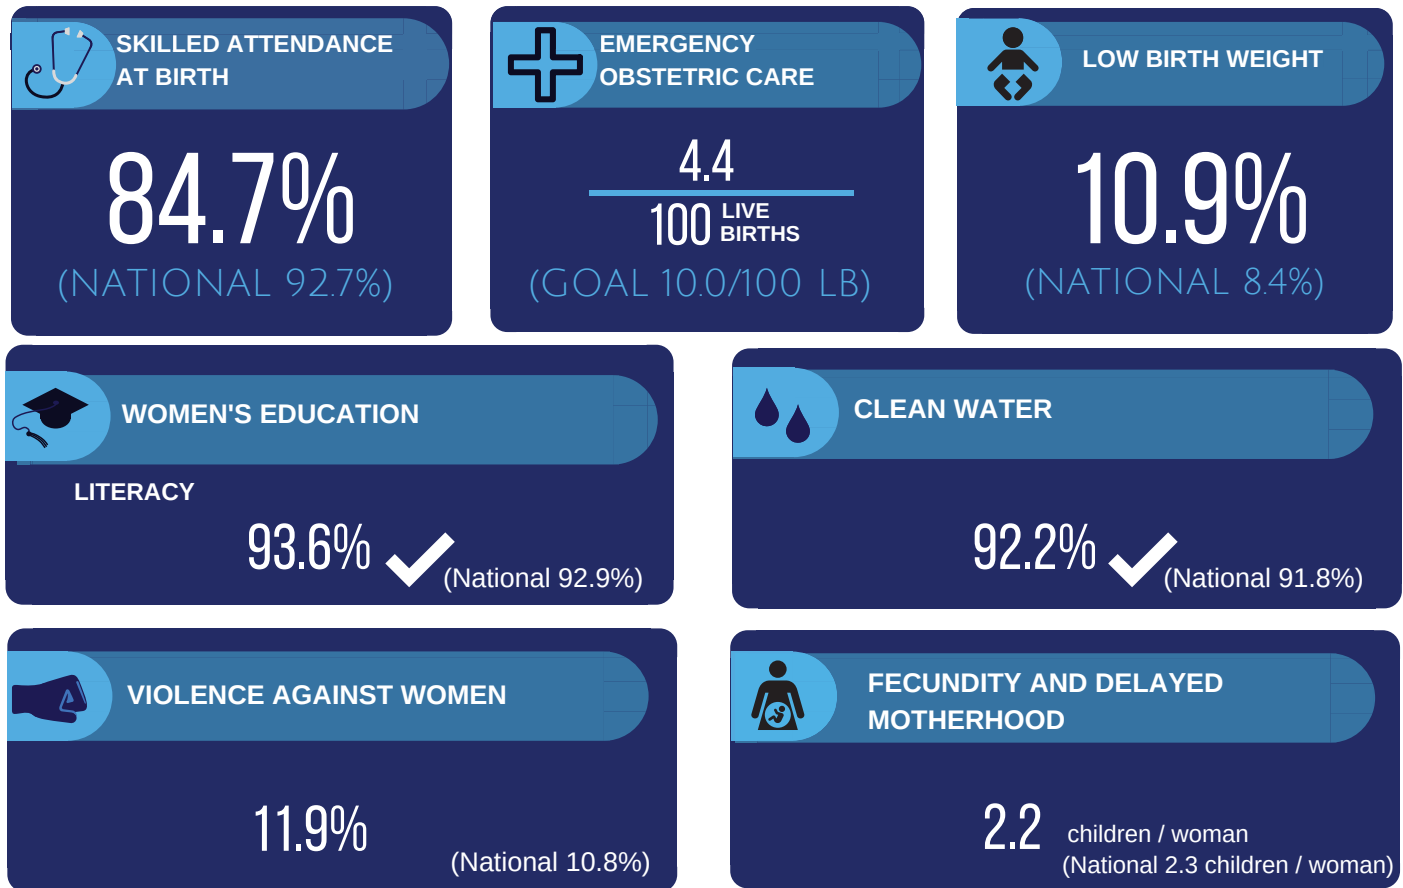 SKILLED ATTENDANCE
AT BIRTH
84.7%
(NATIONAL 92.7%)
EMERGENCY
OBSTETRIC CARE
4.4
100 LIVE
BIRTHS
(GOAL 10.0/100 LB)
LOW BIRTH WEIGHT
10.9%
(NATIONAL 8.4%)
WOMEN'S EDUCATION
LITERACY
93.6%
(National 92.9%)
CLEAN WATER
92.2%
(National 91.8%)
VIOLENCE AGAINST WOMEN
11.9%
(National 10.8%)
FECUNDITY AND DELAYED
MOTHERHOOD
2.2 children / woman
(National 2.3 children / woman)